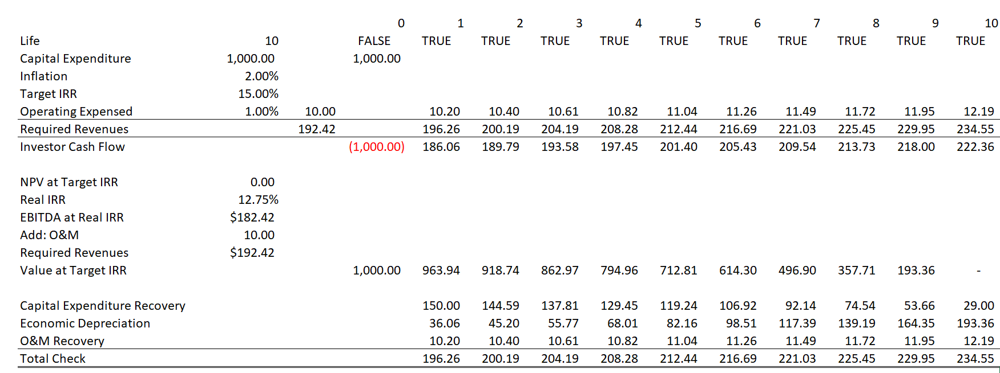 0 1 2 3 4 5 6 7 8 9 10
Life 10 FALSE TRUE TRUE TRUE TRUE TRUE TRUE TRUE TRUE TRUE TRUE
Capital Expenditure 1,000.00 1,000.00
Inflation 2.00%
Target IRR 15.00%
Operating Expensed 1.00% 10.00 10.20 10.40 10.61 10.82 11.04 11.26 11.49 11.72 11.95 12.19
Required Revenues 192.42 196.26 200.19 204.19 208.28 212.44 216.69 221.03 225.45 229.95 234.55
Investor Cash Flow (1,000.00) 186.06 189.79 193.58 197.45 201.40 205.43 209.54 213.73 218.00 222.36
NPV at Target IRR 0.00
Real IRR 12.75%
EBITDA at Real IRR $182.42
Add: O&M 10.00
Required Revenues $192.42
Value at Target IRR 1,000.00 963.94 918.74 862.97 794.96 712.81 614.30 496.90 357.71 193.36 -
Capital Expenditure Recovery 150.00 144.59 137.81 129.45 119.24 106.92 92.14 74.54 53.66 29.00
Economic Depreciation 36.06 45.20 55.77 68.01 82.16 98.51 117.39 139.19 164.35 193.36
O&M Recovery 10.20 10.40 10.61 10.82 11.04 11.26 11.49 11.72 11.95 12.19
Total Check 196.26 200.19 204.19 208.28 212.44 216.69 221.03 225.45 229.95 234.55